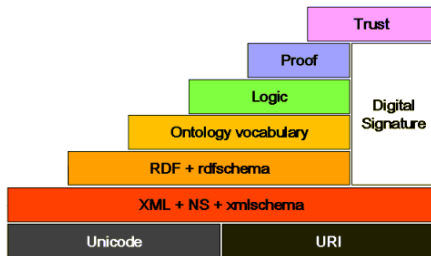 Trust
Proof
Logic
Digital
Signature
Ontology vocabulary
RDF + rdfschema
XML + NS + xmlschema
Unicode
URI